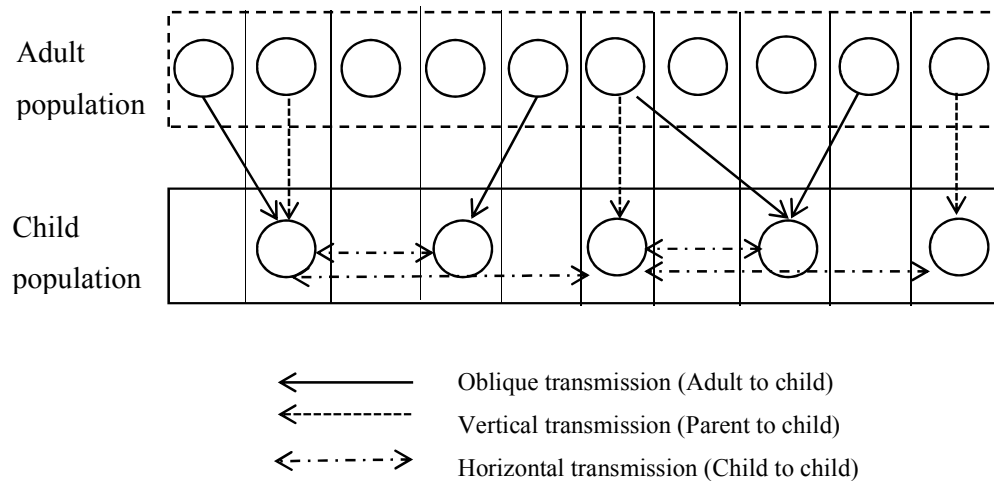 Adult
population
Child
population
Oblique transmission (Adult to child)
Vertical transmission (Parent to child)
Horizontal transmission (Child to child)